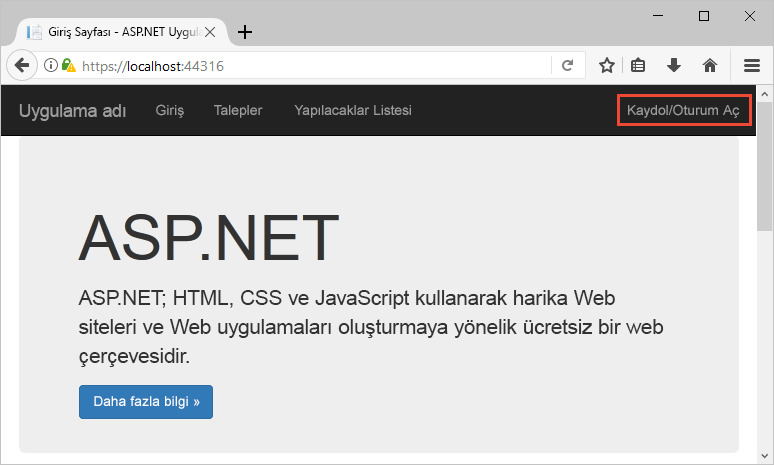 Giriş Sayfası - ASP.NET Uygula
https://localhost:44316
Uygulama adı Giriş Talepler Yapılacaklar Listesi Kaydol/Oturum Aç
ASP.NET
ASP.NET; HTML, CSS ve JavaScript kullanarak harika Web
siteleri ve Web uygulamaları oluşturmaya yönelik ücretsiz bir web
çerçevesidir.
Daha fazla bilgi »